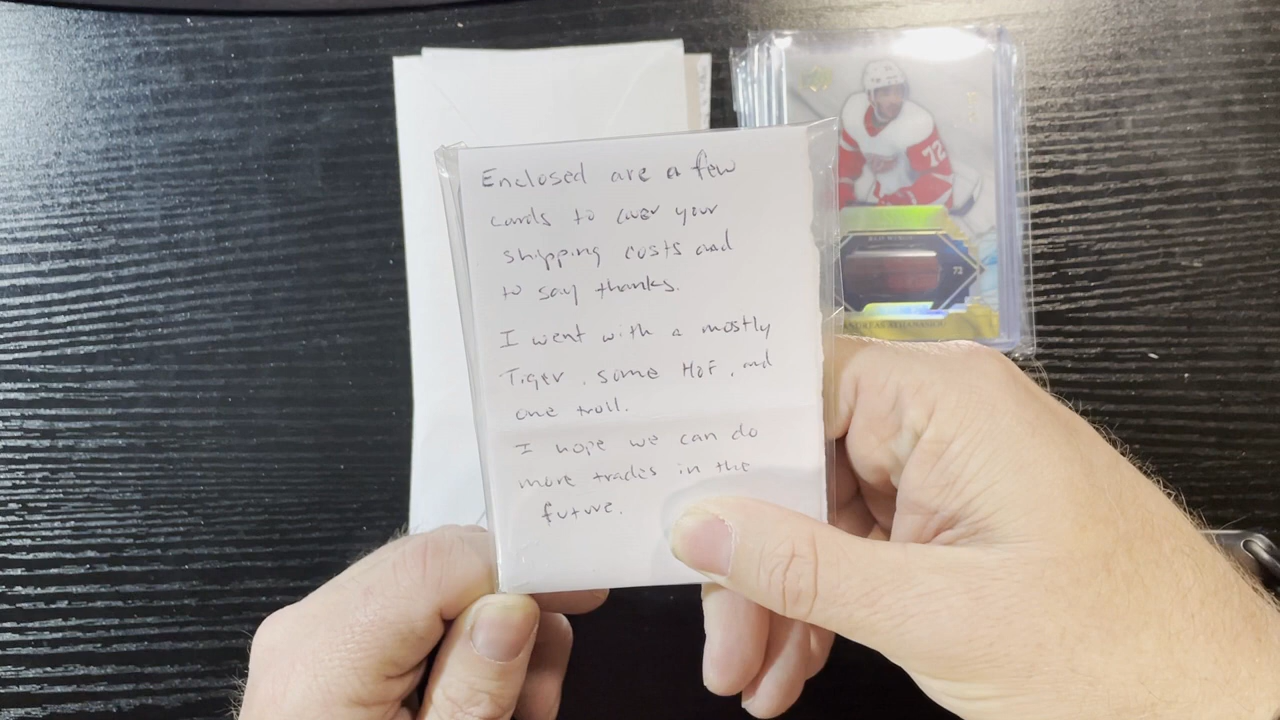 Enclosed are a few
cards to cover your
shipping costs and
to say thanks.
I went with a mostly
Tiger, some HoF, and
one troll.
I hope we can do
more trades in the
future.
72
72
ANDREAS ATHANASIOU